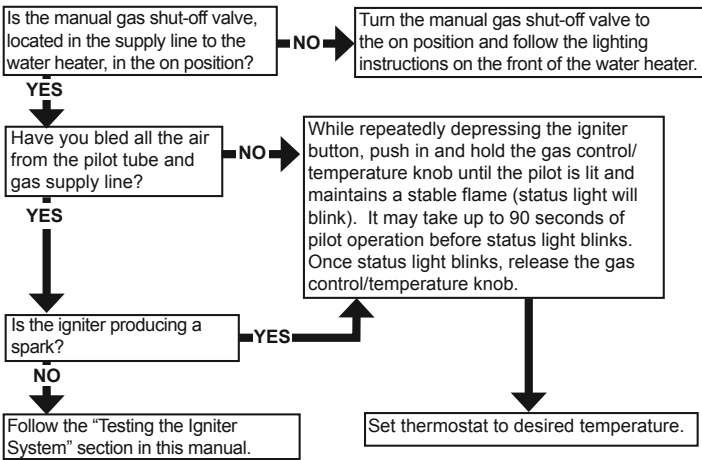 Is the manual gas shut-off valve,
located in the supply line to the
water heater, in the on position?
NO
Turn the manual gas shut-off valve to
the on position and follow the lighting
instructions on the front of the water heater.
YES
Have you bled all the air
from the pilot tube and
gas supply line?
NO
While repeatedly depressing the igniter
button, push in and hold the gas control/
temperature knob until the pilot is lit and
maintains a stable flame (status light will
blink). It may take up to 90 seconds of
pilot operation before status light blinks.
Once status light blinks, release the gas
control/temperature knob.
YES
Is the igniter producing a
spark?
YES
NO
Follow the “Testing the Igniter
System” section in this manual.
Set thermostat to desired temperature.